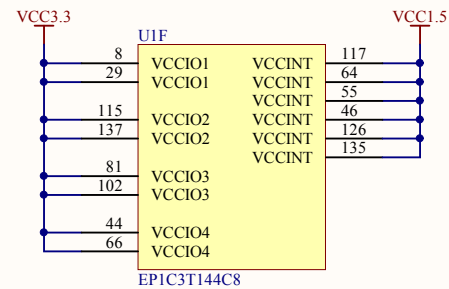 VCC3.3 VCC1.5
U1F
8 VCCIO1 VCCINT 117
29 VCCIO1 VCCINT 64
VCCINT 55
115 VCCIO2 VCCINT 46
137 VCCIO2 VCCINT 126
VCCINT 135
81 VCCIO3
102 VCCIO3
44 VCCIO4
66 VCCIO4
EP1C3T144C8